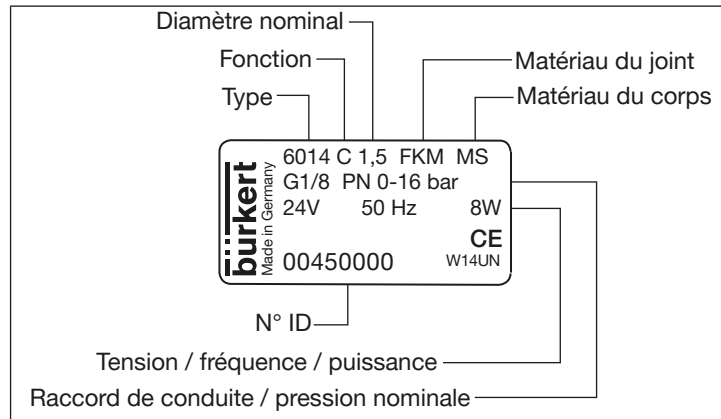 Diamètre nominal
Fonction
Type
Matériau du joint
Matériau du corps
bürkert
Made in Germany
6014 C 1,5 FKM MS
G1/8 PN 0-16 bar
24V 50 Hz 8W
CE
00450000 W14UN
N° ID
Tension / fréquence / puissance
Raccord de conduite / pression nominale